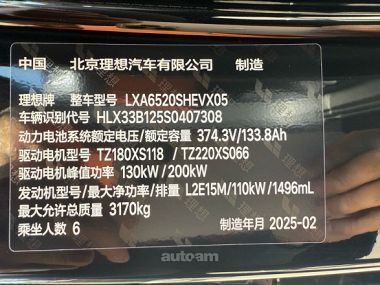 中国 北京理想汽车有限公司 制造
理想牌 整车型号 LXA6520SHEVX05
车辆识别代号 HLX33B125S0407308
动力电池系统额定电压/额定容量 374.3V/133.8Ah
驱动电机型号 TZ180XS118 / TZ220XS066
驱动电机峰值功率 130kW / 200kW
发动机型号/最大净功率/排量 L2E15M/110kW/1496mL
最大允许总质量 3170kg
乘坐人数 6 制造年月 2025-02
autoam